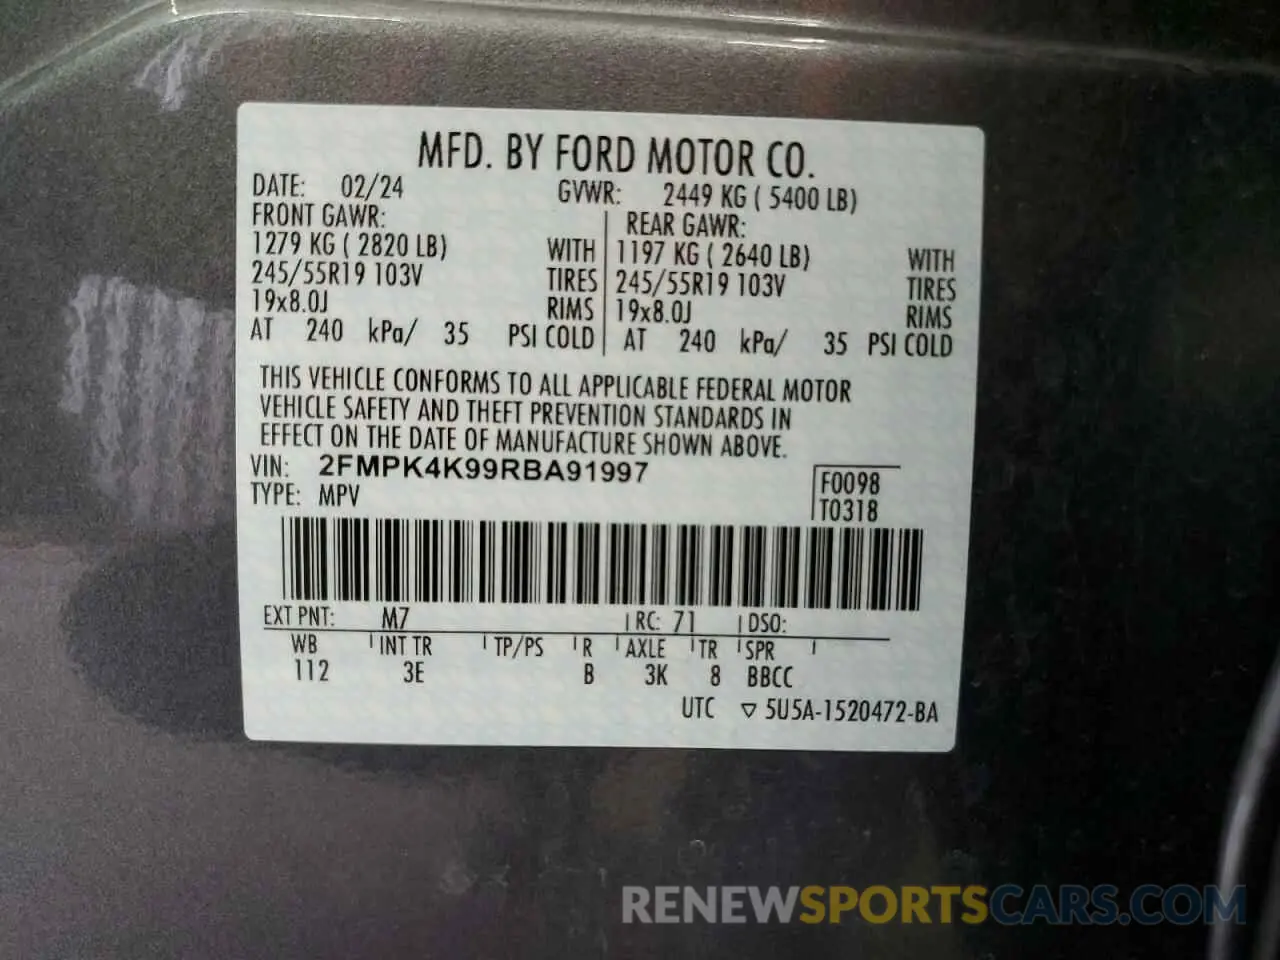 MFD. BY FORD MOTOR CO.
DATE: 02/24 GVWR: 2449 KG ( 5400 LB)
FRONT GAWR: REAR GAWR:
1279 KG ( 2820 LB) WITH 1197 KG ( 2640 LB) WITH
245/55R19 103V TIRES 245/55R19 103V TIRES
19x8.0J RIMS 19x8.0J RIMS
AT 240 kPa/ 35 PSI COLD AT 240 kPa/ 35 PSI COLD
THIS VEHICLE CONFORMS TO ALL APPLICABLE FEDERAL MOTOR
VEHICLE SAFETY AND THEFT PREVENTION STANDARDS IN
EFFECT ON THE DATE OF MANUFACTURE SHOWN ABOVE.
VIN: 2FMPK4K99RBA91997 F0098
TYPE: MPV T0318
EXT PNT: M7 RC: 71 DSO:
WB INT TR TP/PS R AXLE TR SPR
112 3E B 3K 8 BBCC
UTC ▽ 5U5A-1520472-BA
RENEWSPORTSCARS.COM